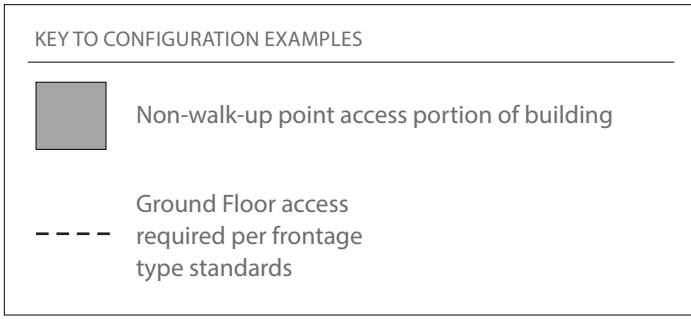 KEY TO CONFIGURATION EXAMPLES
Non-walk-up point access portion of building
Ground Floor access
required per frontage
type standards